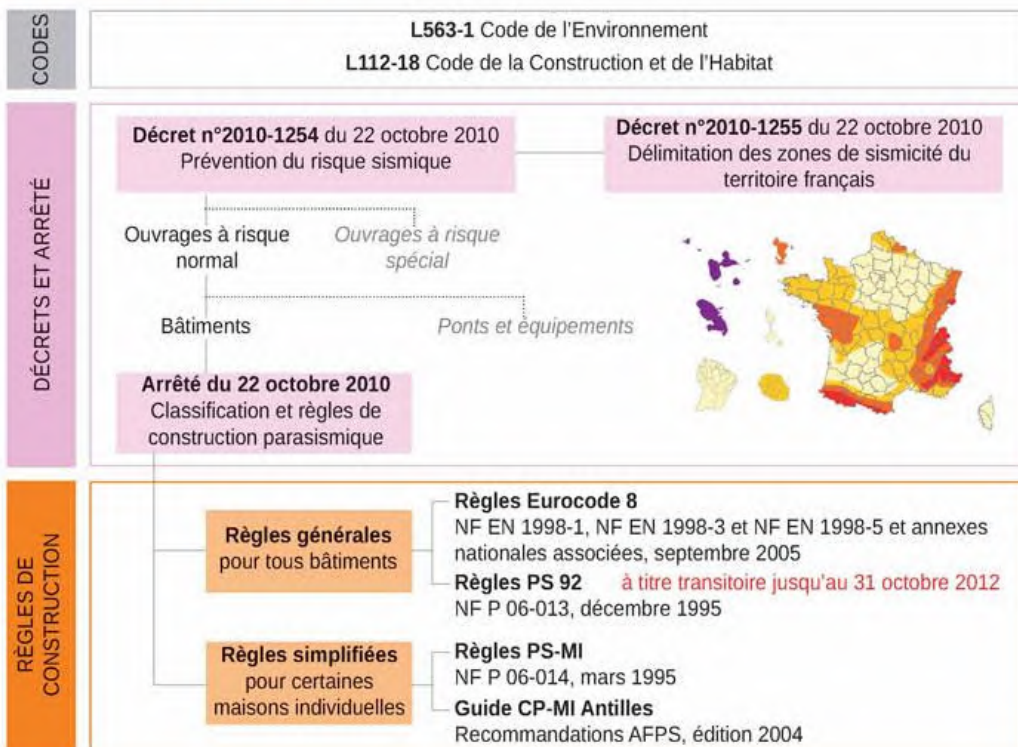 CODES
L563-1 Code de l'Environnement
L112-18 Code de la Construction et de l'Habitat
DÉCRETS ET ARRÊTÉ
Décret n°2010-1254 du 22 octobre 2010
Prévention du risque sismique
Décret n°2010-1255 du 22 octobre 2010
Délimitation des zones de sismicité du
territoire français
Ouvrages à risque
normal
Ouvrages à risque
spécial
Bâtiments
Ponts et équipements
Arrêté du 22 octobre 2010
Classification et règles de
construction parasismique
RÈGLES DE
CONSTRUCTION
Règles générales
pour tous bâtiments
Règles Eurocode 8
NF EN 1998-1, NF EN 1998-3 et NF EN 1998-5 et annexes
nationales associées, septembre 2005
Règles PS 92 à titre transitoire jusqu'au 31 octobre 2012
NF P 06-013, décembre 1995
Règles simplifiées
pour certaines
maisons individuelles
Règles PS-MI
NF P 06-014, mars 1995
Guide CP-MI Antilles
Recommandations AFPS, édition 2004